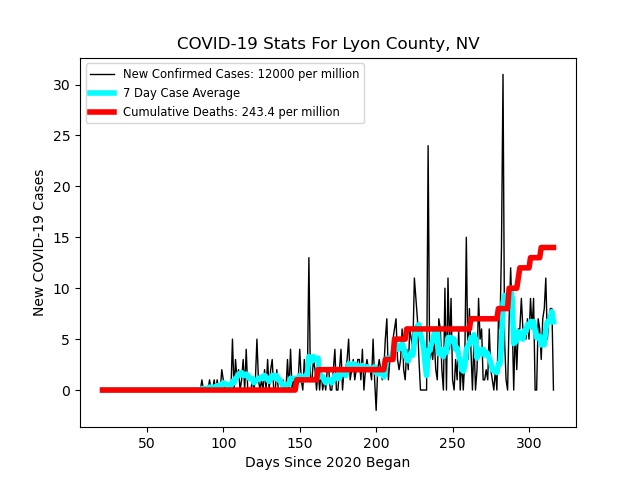 COVID-19 Stats For Lyon County, NV
New Confirmed Cases: 12000 per million
7 Day Case Average
Cumulative Deaths: 243.4 per million
New COVID-19 Cases
30
25
20
15
10
5
0
50 100 150 200 250 300
Days Since 2020 Began